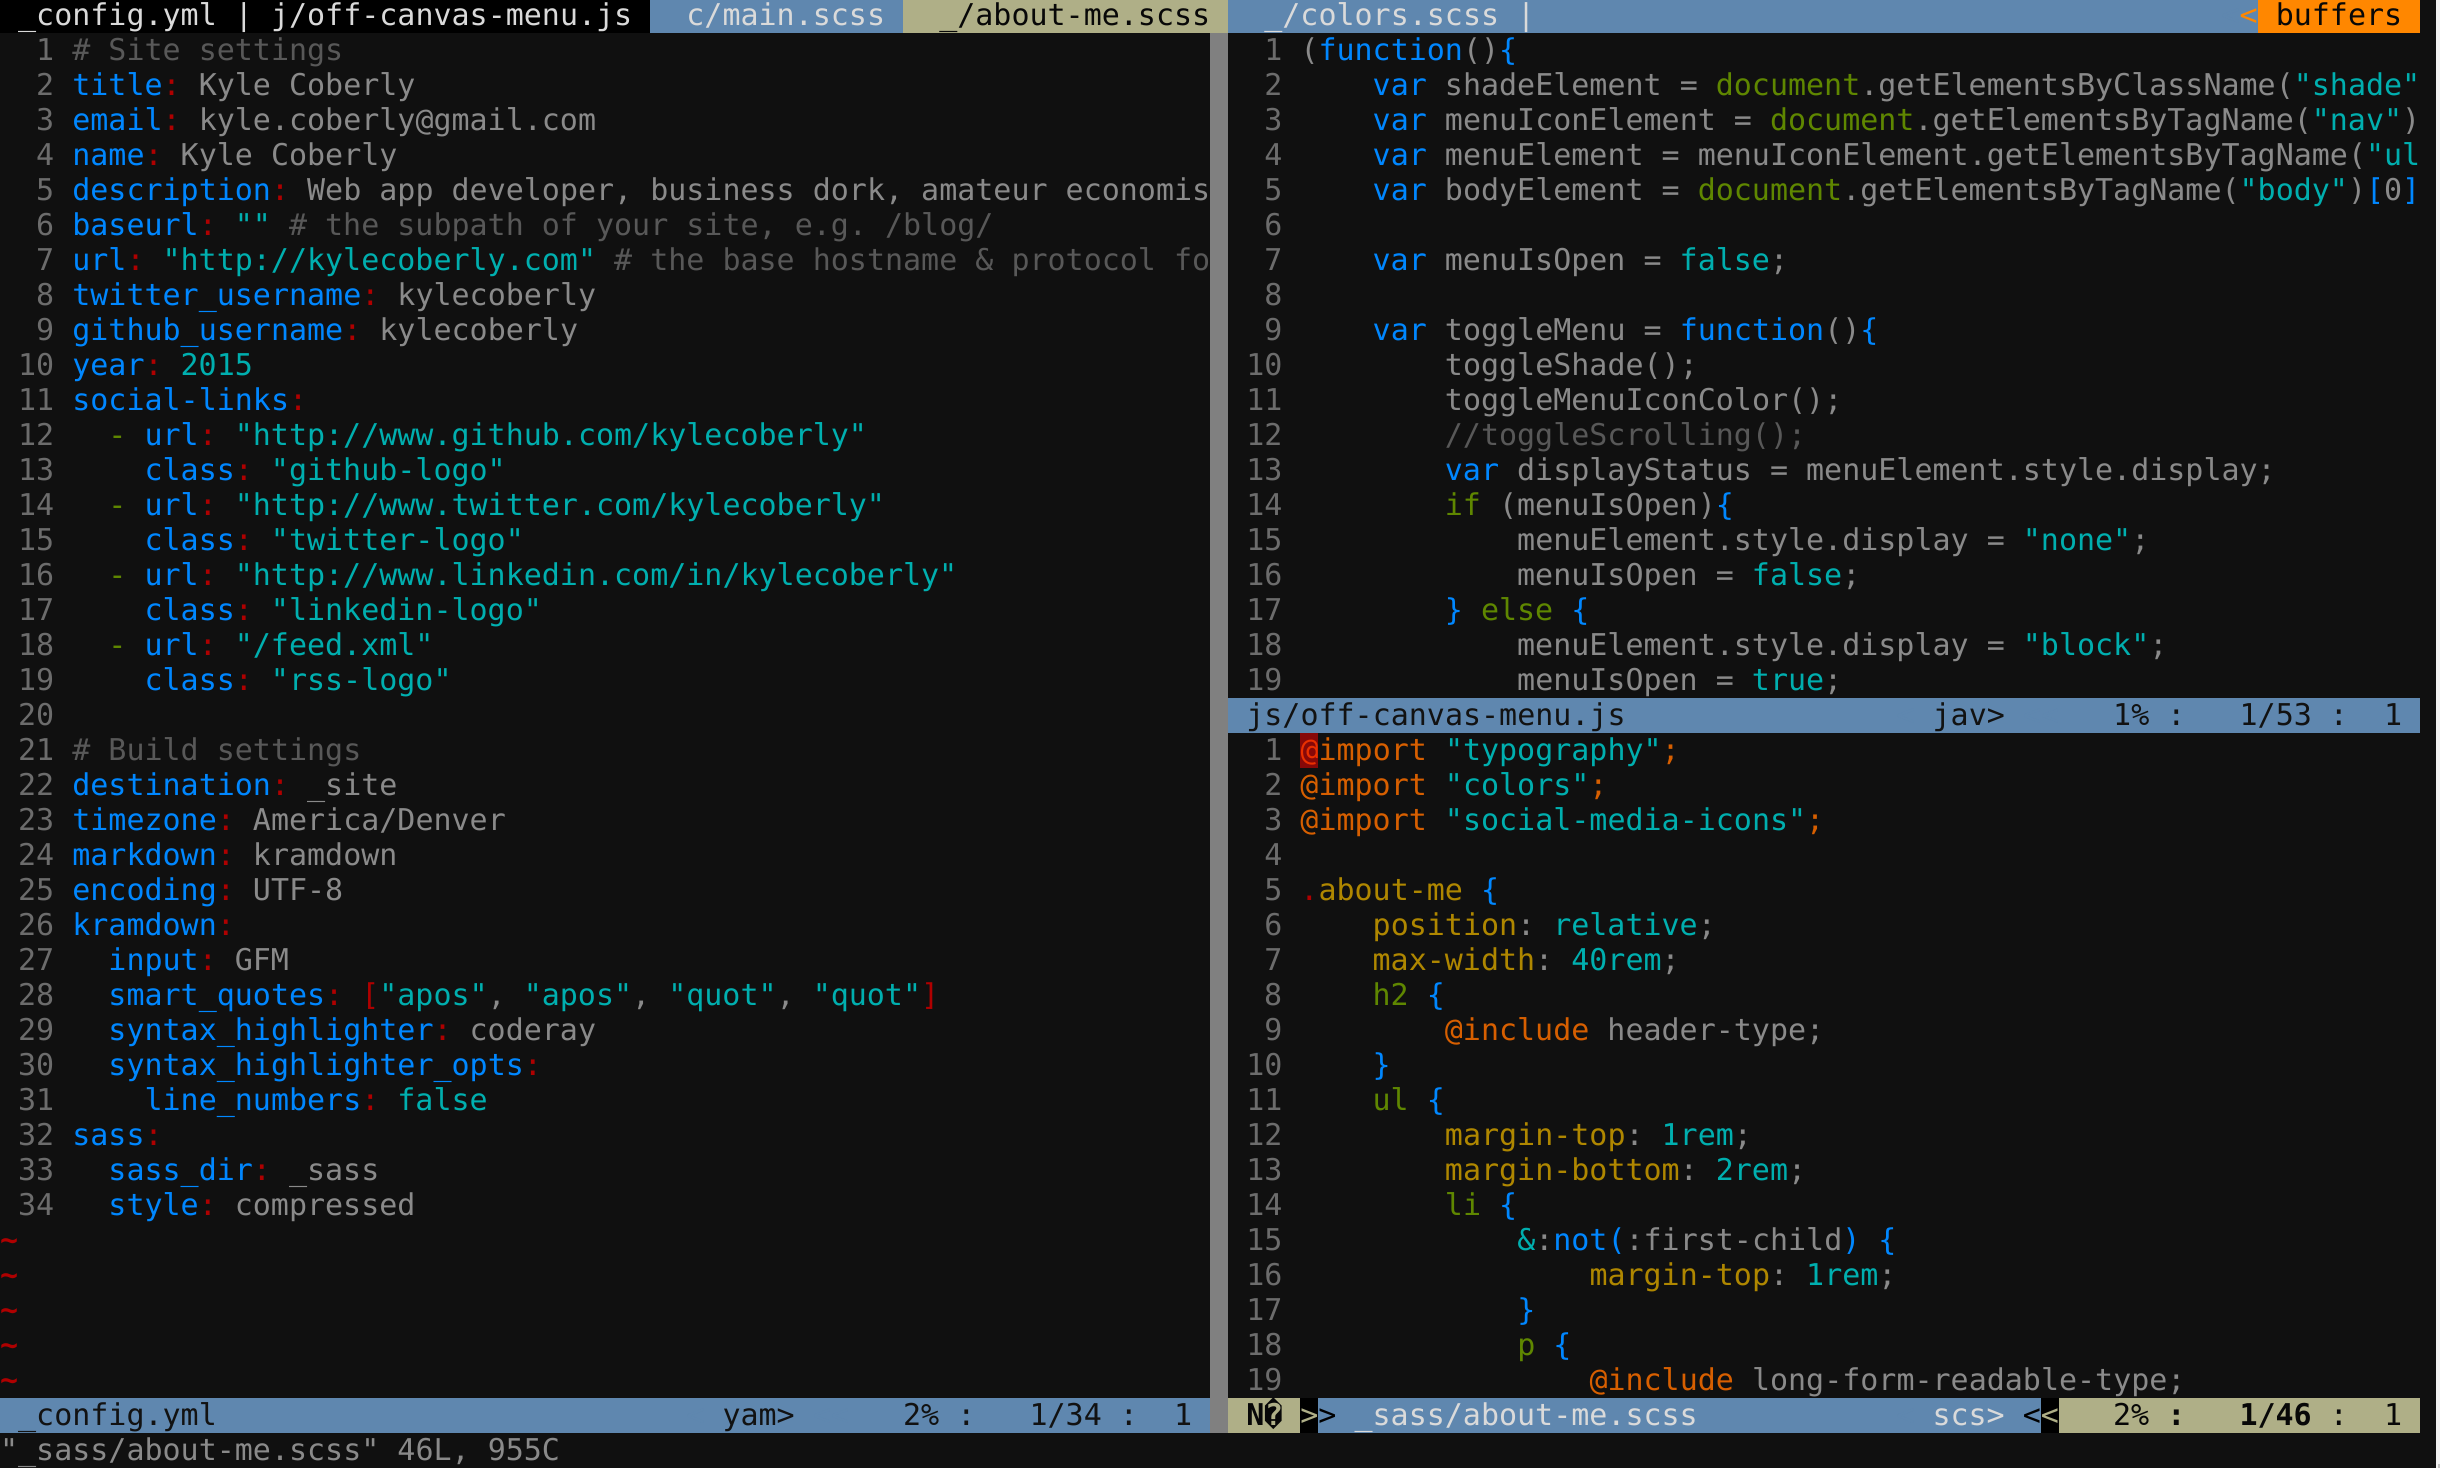 _config.yml | j/off-canvas-menu.js  c/main.scss  _/about-me.scss  _/colors.scss |  < buffers
1 # Site settings
2 title: Kyle Coberly
3 email: kyle.coberly@gmail.com
4 name: Kyle Coberly
5 description: Web app developer, business dork, amateur economis
6 baseurl: "" # the subpath of your site, e.g. /blog/
7 url: "http://kylecoberly.com" # the base hostname & protocol fo
8 twitter_username: kylecoberly
9 github_username: kylecoberly
10 year: 2015
11 social-links:
12   - url: "http://www.github.com/kylecoberly"
13     class: "github-logo"
14   - url: "http://www.twitter.com/kylecoberly"
15     class: "twitter-logo"
16   - url: "http://www.linkedin.com/in/kylecoberly"
17     class: "linkedin-logo"
18   - url: "/feed.xml"
19     class: "rss-logo"
20
21 # Build settings
22 destination: _site
23 timezone: America/Denver
24 markdown: kramdown
25 encoding: UTF-8
26 kramdown:
27   input: GFM
28   smart_quotes: ["apos", "apos", "quot", "quot"]
29   syntax_highlighter: coderay
30   syntax_highlighter_opts:
31     line_numbers: false
32 sass:
33   sass_dir: _sass
34   style: compressed
~
~
~
~
~
_config.yml  yam>  2% :  1/34 :  1
1 (function(){
2     var shadeElement = document.getElementsByClassName("shade"
3     var menuIconElement = document.getElementsByTagName("nav")
4     var menuElement = menuIconElement.getElementsByTagName("ul
5     var bodyElement = document.getElementsByTagName("body")[0]
6
7     var menuIsOpen = false;
8
9     var toggleMenu = function(){
10         toggleShade();
11         toggleMenuIconColor();
12         //toggleScrolling();
13         var displayStatus = menuElement.style.display;
14         if (menuIsOpen){
15             menuElement.style.display = "none";
16             menuIsOpen = false;
17         } else {
18             menuElement.style.display = "block";
19             menuIsOpen = true;
js/off-canvas-menu.js  jav>  1% :  1/53 :  1
1 @import "typography";
2 @import "colors";
3 @import "social-media-icons";
4
5 .about-me {
6     position: relative;
7     max-width: 40rem;
8     h2 {
9         @include header-type;
10     }
11     ul {
12         margin-top: 1rem;
13         margin-bottom: 2rem;
14         li {
15             &:not(:first-child) {
16                 margin-top: 1rem;
17             }
18             p {
19                 @include long-form-readable-type;
N� >> _sass/about-me.scss  scs> <<  2% :  1/46 :  1
"_sass/about-me.scss" 46L, 955C